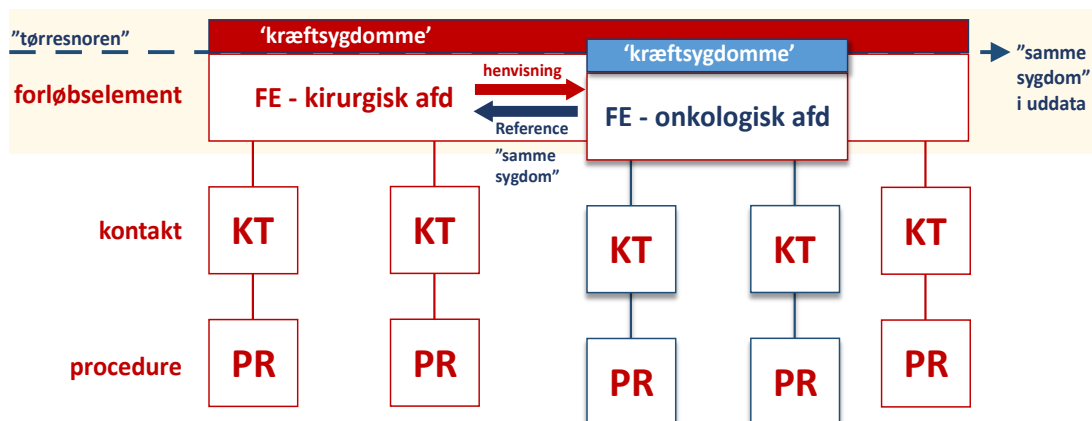 'kræftsygdomme'
"tørresnoren"
'kræftsygdomme'
"samme
sygdom"
i uddata
forløbselement
FE - kirurgisk afd
henvisning
Reference
"samme
sygdom"
FE - onkologisk afd
kontakt
KT
KT
KT
KT
KT
procedure
PR
PR
PR
PR
PR